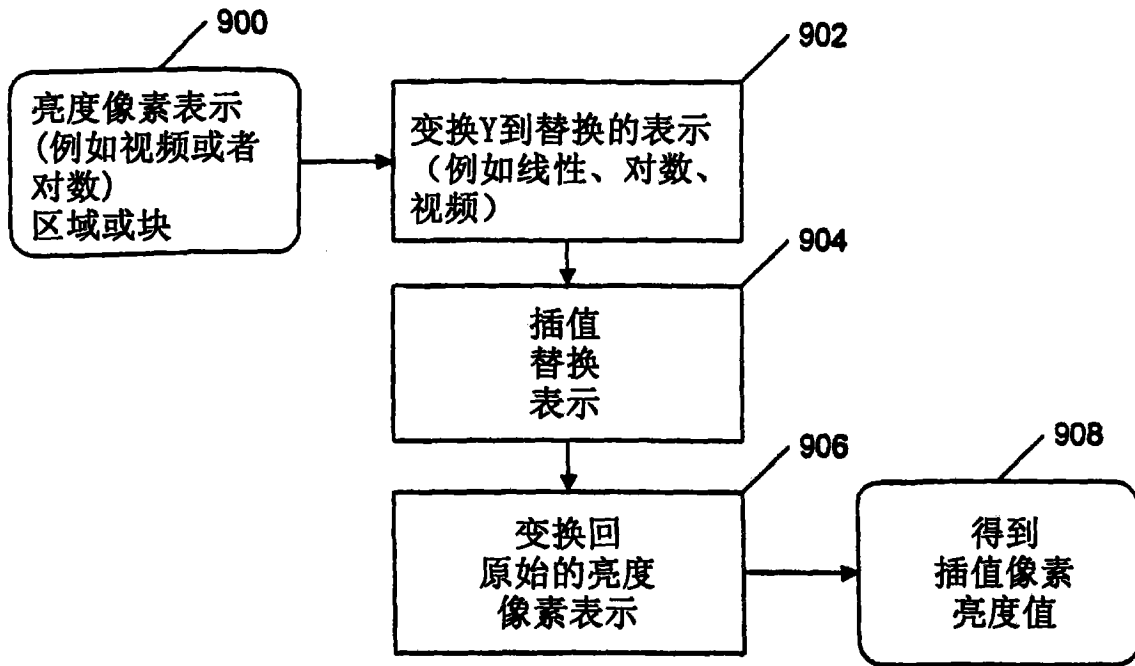 900
亮度像素表示
(例如视频或者
对数)
区域或块
902
变换Y到替换的表示
（例如线性、对数、
视频）
904
插值
替换
表示
906
变换回
原始的亮度
像素表示
908
得到
插值像素
亮度值